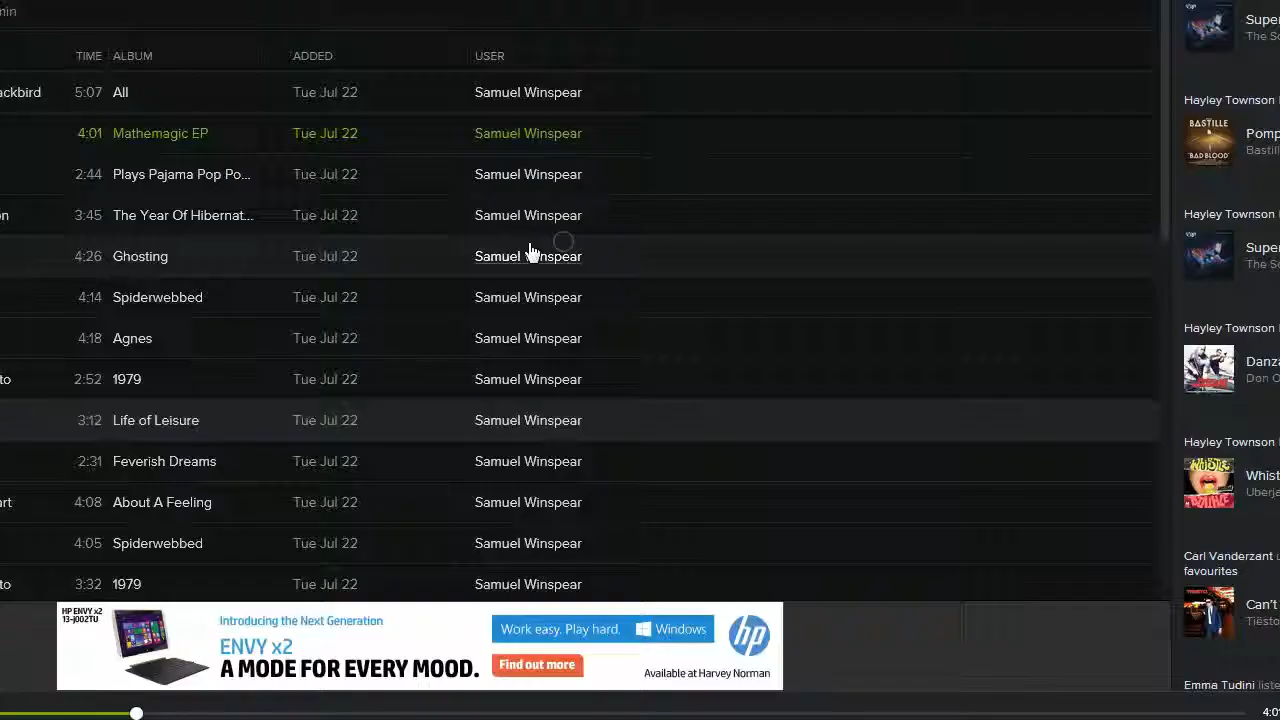 min
TIME ALBUM ADDED USER
ackbird 5:07 All Tue Jul 22 Samuel Winspear
4:01 Mathemagic EP Tue Jul 22 Samuel Winspear
2:44 Plays Pajama Pop Po... Tue Jul 22 Samuel Winspear
on 3:45 The Year Of Hibernat... Tue Jul 22 Samuel Winspear
4:26 Ghosting Tue Jul 22 Samuel Winspear
4:14 Spiderwebbed Tue Jul 22 Samuel Winspear
4:18 Agnes Tue Jul 22 Samuel Winspear
to 2:52 1979 Tue Jul 22 Samuel Winspear
3:12 Life of Leisure Tue Jul 22 Samuel Winspear
2:31 Feverish Dreams Tue Jul 22 Samuel Winspear
art 4:08 About A Feeling Tue Jul 22 Samuel Winspear
4:05 Spiderwebbed Tue Jul 22 Samuel Winspear
to 3:32 1979 Tue Jul 22 Samuel Winspear
HP ENVY x2
13-j002TU
Introducing the Next Generation
ENVY x2
A MODE FOR EVERY MOOD.
Work easy. Play hard. Windows
Find out more
hp
Available at Harvey Norman
Super
The So
Hayley Townson
BASTILLE
"BAD BLOOD"
Pomp
Bastill
Hayley Townson
Super
The So
Hayley Townson
Danza
Don O
Hayley Townson
WHISTLE
BOUNCE
Whist
Uberja
Carl Vanderzant
favourites
Can't
Tiësto
Emma Tudini liste
4:01